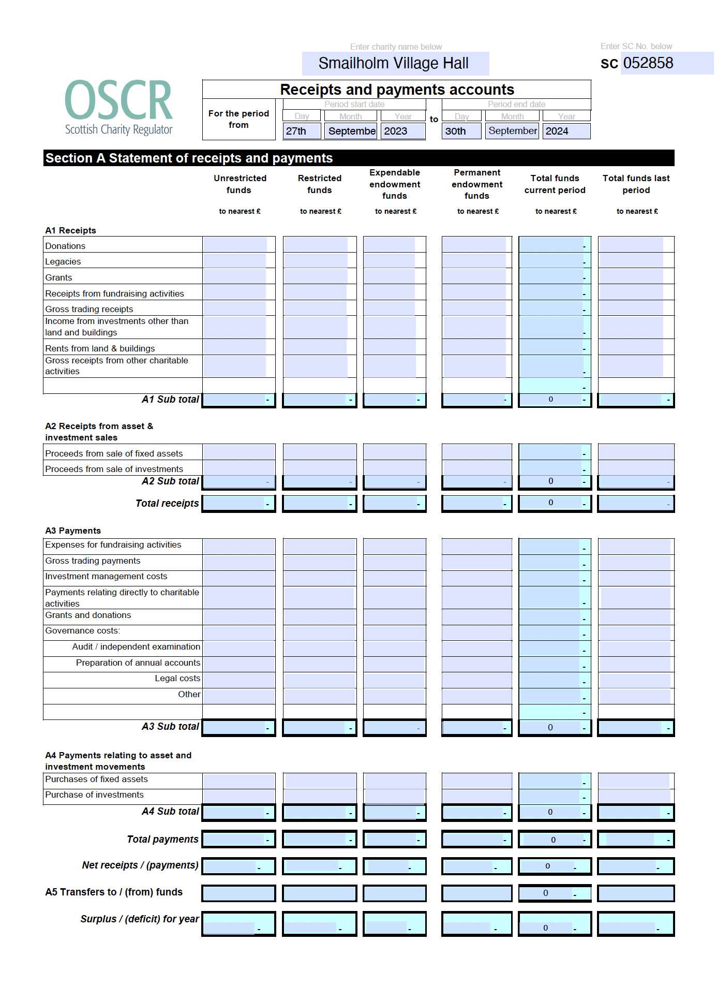 Enter charity name below
Enter SC No. below
Smailholm Village Hall
SC 052858
OSCR
Scottish Charity Regulator
Receipts and payments accounts
For the period from
Period start date
Period end date
Day Month Year to Day Month Year
27th Septembe 2023 30th September 2024
Section A Statement of receipts and payments
Unrestricted funds Restricted funds Expendable endowment funds Permanent endowment funds Total funds current period Total funds last period
to nearest £ to nearest £ to nearest £ to nearest £ to nearest £ to nearest £
A1 Receipts
Donations -
Legacies -
Grants -
Receipts from fundraising activities -
Gross trading receipts -
Income from investments other than
land and buildings -
Rents from land & buildings -
Gross receipts from other charitable
activities -
-
A1 Sub total - - - - 0 - -
A2 Receipts from asset &
investment sales
Proceeds from sale of fixed assets -
Proceeds from sale of investments -
A2 Sub total - - - - 0 - -
Total receipts - - - - 0 - -
A3 Payments
Expenses for fundraising activities -
Gross trading payments -
Investment management costs -
Payments relating directly to charitable
activities -
Grants and donations -
Governance costs: -
Audit / independent examination -
Preparation of annual accounts -
Legal costs -
Other -
-
A3 Sub total - - - - 0 - -
A4 Payments relating to asset and
investment movements
Purchases of fixed assets -
Purchase of investments -
A4 Sub total - - - - 0 - -
Total payments - - - - 0 - -
Net receipts / (payments) - - - - 0 - -
A5 Transfers to / (from) funds 0 -
Surplus / (deficit) for year - - - - 0 - -